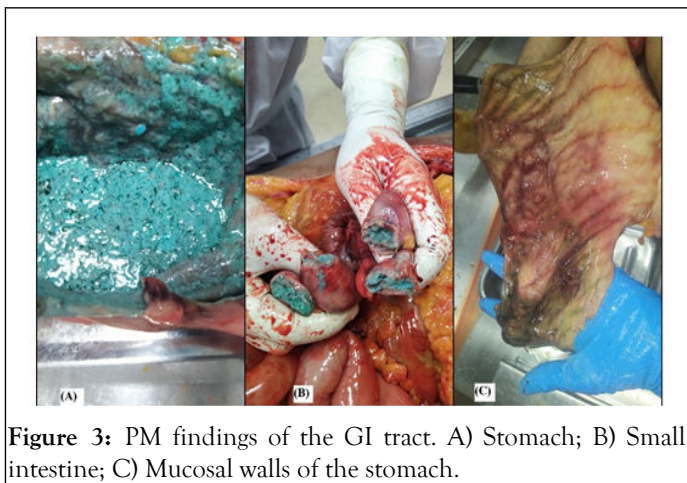 (A)
(B)
(C)
Figure 3: PM findings of the GI tract. A) Stomach; B) Small
intestine; C) Mucosal walls of the stomach.